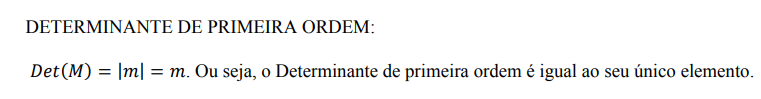 DETERMINANTE DE PRIMEIRA ORDEM:
𝐷𝑒𝑡(𝑀) = |𝑚| = 𝑚. Ou seja, o Determinante de primeira ordem é igual ao seu único elemento.